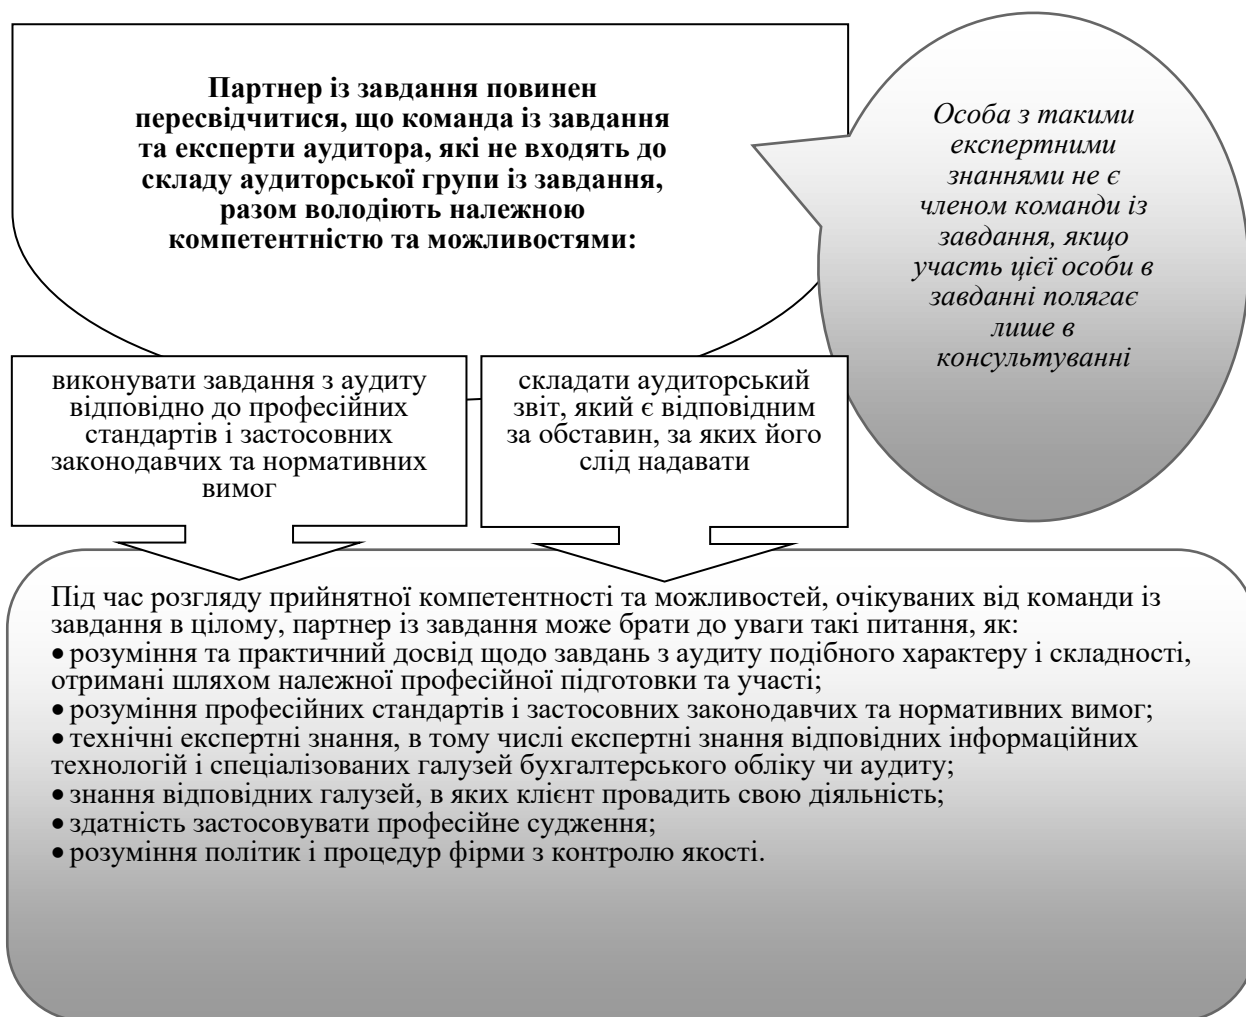 Партнер із завдання повинен
пересвідчитися, що команда із завдання
та експерти аудитора, які не входять до
складу аудиторської групи із завдання,
разом володіють належною
компетентністю та можливостями:
Особа з такими
експертними
знаннями не є
членом команди із
завдання, якщо
участь цієї особи в
завданні полягає
лише в
консультуванні
виконувати завдання з аудиту
відповідно до професійних
стандартів і застосовних
законодавчих та нормативних
вимог
складати аудиторський
звіт, який є відповідним
за обставин, за яких його
слід надавати
Під час розгляду прийнятної компетентності та можливостей, очікуваних від команди із
завдання в цілому, партнер із завдання може брати до уваги такі питання, як:
• розуміння та практичний досвід щодо завдань з аудиту подібного характеру і складності,
отримані шляхом належної професійної підготовки та участі;
• розуміння професійних стандартів і застосовних законодавчих та нормативних вимог;
• технічні експертні знання, в тому числі експертні знання відповідних інформаційних
технологій і спеціалізованих галузей бухгалтерського обліку чи аудиту;
• знання відповідних галузей, в яких клієнт провадить свою діяльність;
• здатність застосовувати професійне судження;
• розуміння політик і процедур фірми з контролю якості.